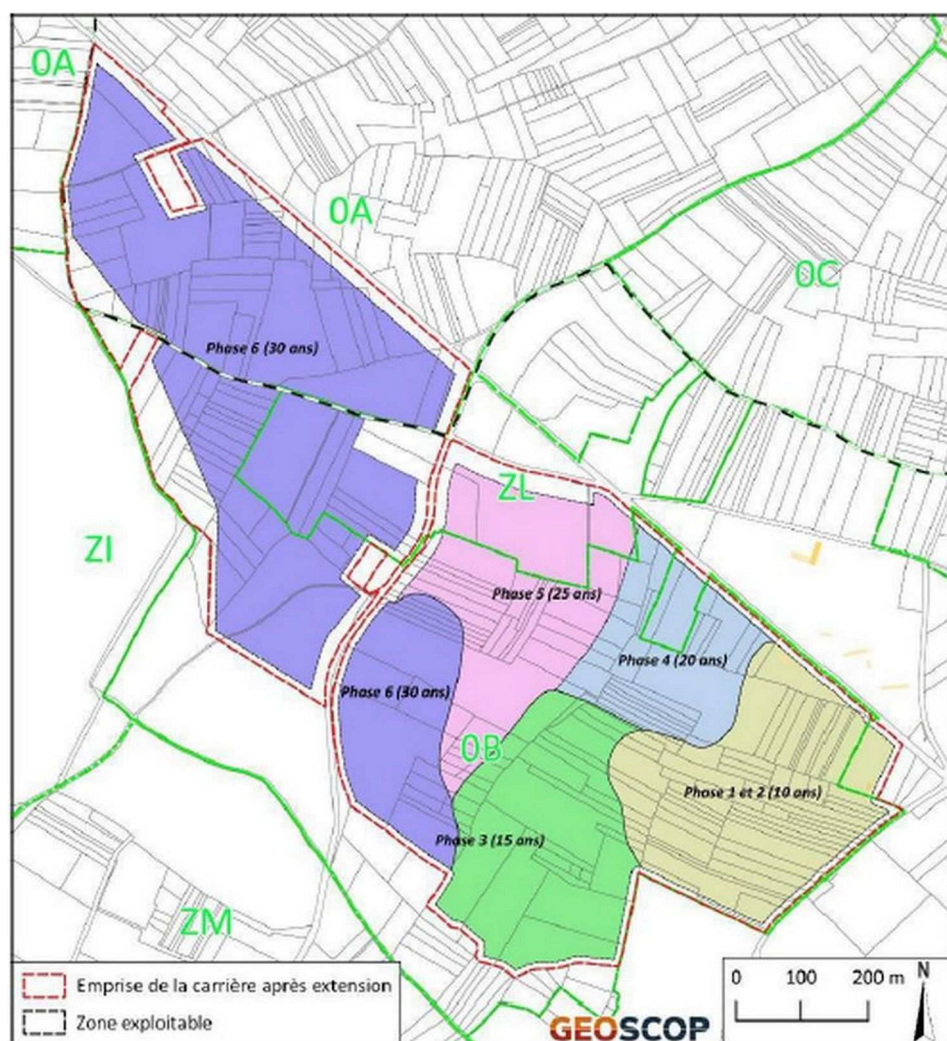 0A
0A
0C
Phase 6 (30 ans)
ZL
ZI
Phase 5 (25 ans)
Phase 4 (20 ans)
Phase 6 (30 ans)
0B
Phase 1 et 2 (10 ans)
Phase 3 (15 ans)
ZM
Emprise de la carrière après extension
Zone exploitable
0 100 200 m
N
GEOSCOP